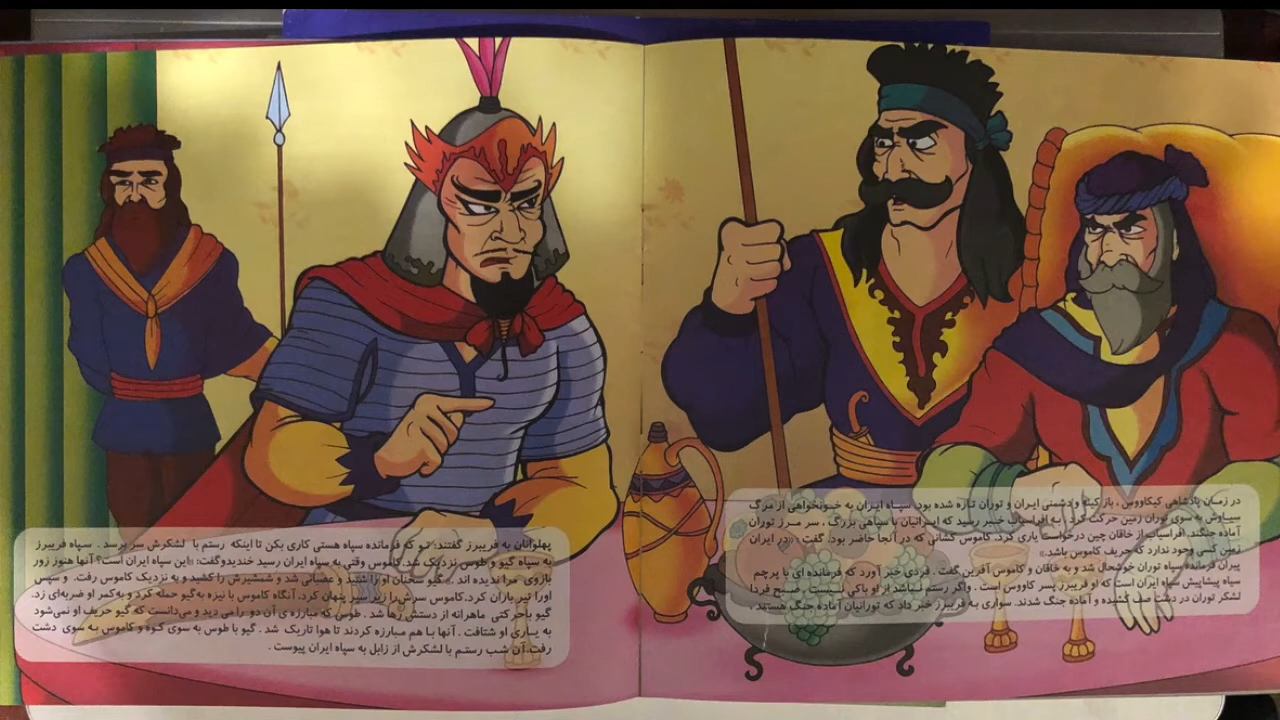 در زمان پادشاهی کیکاووس، باز کینه و دشمنی ایران و توران تازه شده بود. سپاه ایران به خونخواهی از مرگ
سیاوش به سوی توران زمین حرکت کرد. به افراسیاب خبر رسید که ایرانیان با سپاهی بزرگ، سر مرز توران
آماده جنگند. افراسیاب از خاقان چین درخواست یاری کرد. کاموس کشانی که در آنجا حاضر بود، گفت: «در ایران
زمین کسی وجود ندارد که حریف کاموس باشد.»
پیران فرمانده سپاه توران خوشحال شد و به خاقان و کاموس آفرین گفت. فردی خبر آورد که فرمانده ای با پرچم
سیاه پیشاپیش سپاه ایران است که او فریبرز پسر کاووس است. واگر رستم نباشد از او باکی نیست. صبح فردا
لشکر توران در دشت صف کشیده و آماده جنگ شدند. سواری به فریبرز خبر داد که تورانیان آماده جنگ هستند.
پهلوانان به فریبرز گفتند: تو که فرمانده سپاه هستی کاری بکن تا اینکه رستم با لشکرش سر برسد. سپاه فریبرز
به سپاه گیو و طوس نزدیک شد. کاموس وقتی به سپاه ایران رسید خندیدوگفت: «این سپاه ایران است؟ آنها هنوز زور
بازوی مرا ندیده اند.» گیو سخنان او را شنید و عصبانی شد و شمشیرش را کشید و به نزدیک کاموس رفت. و سپس
اورا تیر باران کرد. کاموس سرش را زیر سپر پنهان کرد. آنگاه کاموس با نیزه به‌گیو حمله کرد و به‌کمر او ضربه‌ای زد.
گیو باحرکتی ماهرانه از دستش رها شد. طوس که مبارزه‌ی آن دو را می دید و می‌دانست که گیو حریف او نمی‌شود
به یاری او شتافت. آنها با هم مبارزه کردند تا هوا تاریک شد. گیو با طوس به سوی کوه و کاموس به سوی دشت
رفت. آن شب رستم با لشکرش از زابل به سپاه ایران پیوست.